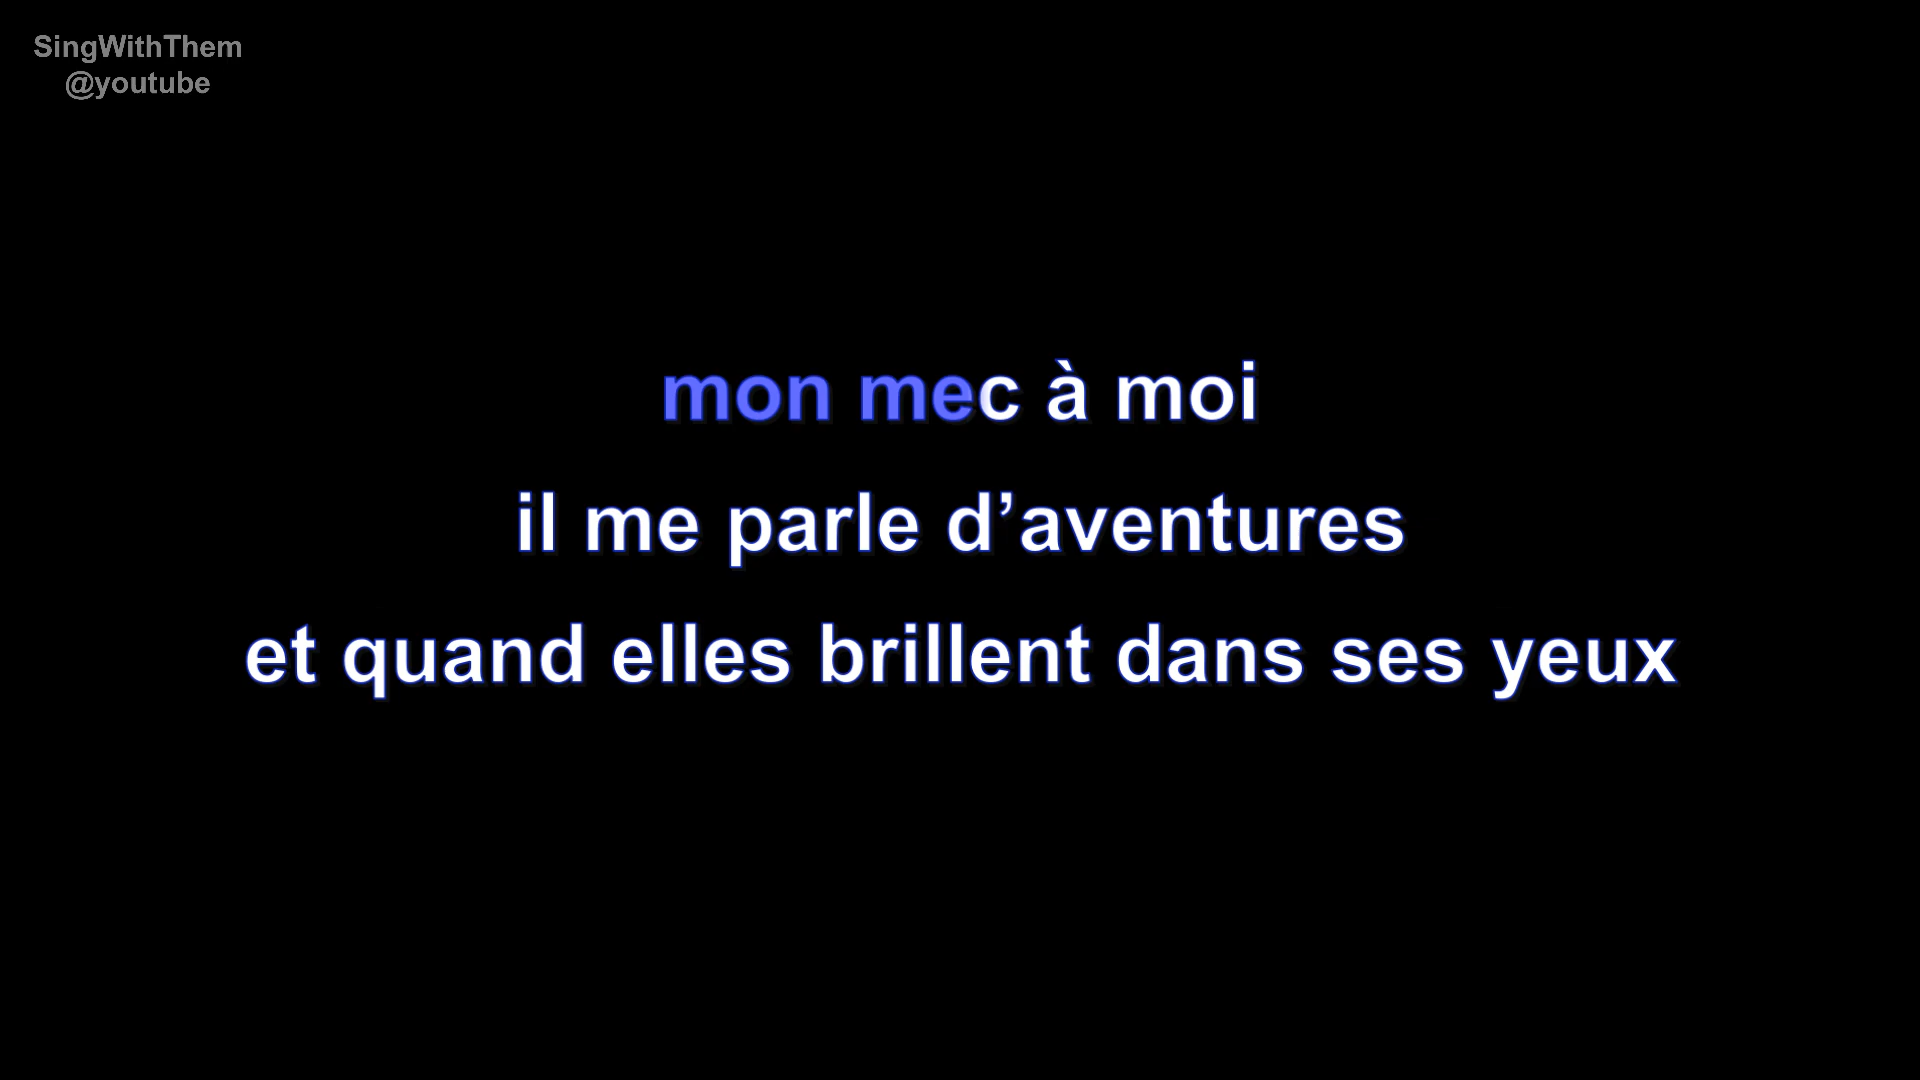 SingWithThem
@youtube
mon mec à moi
il me parle d’aventures
et quand elles brillent dans ses yeux